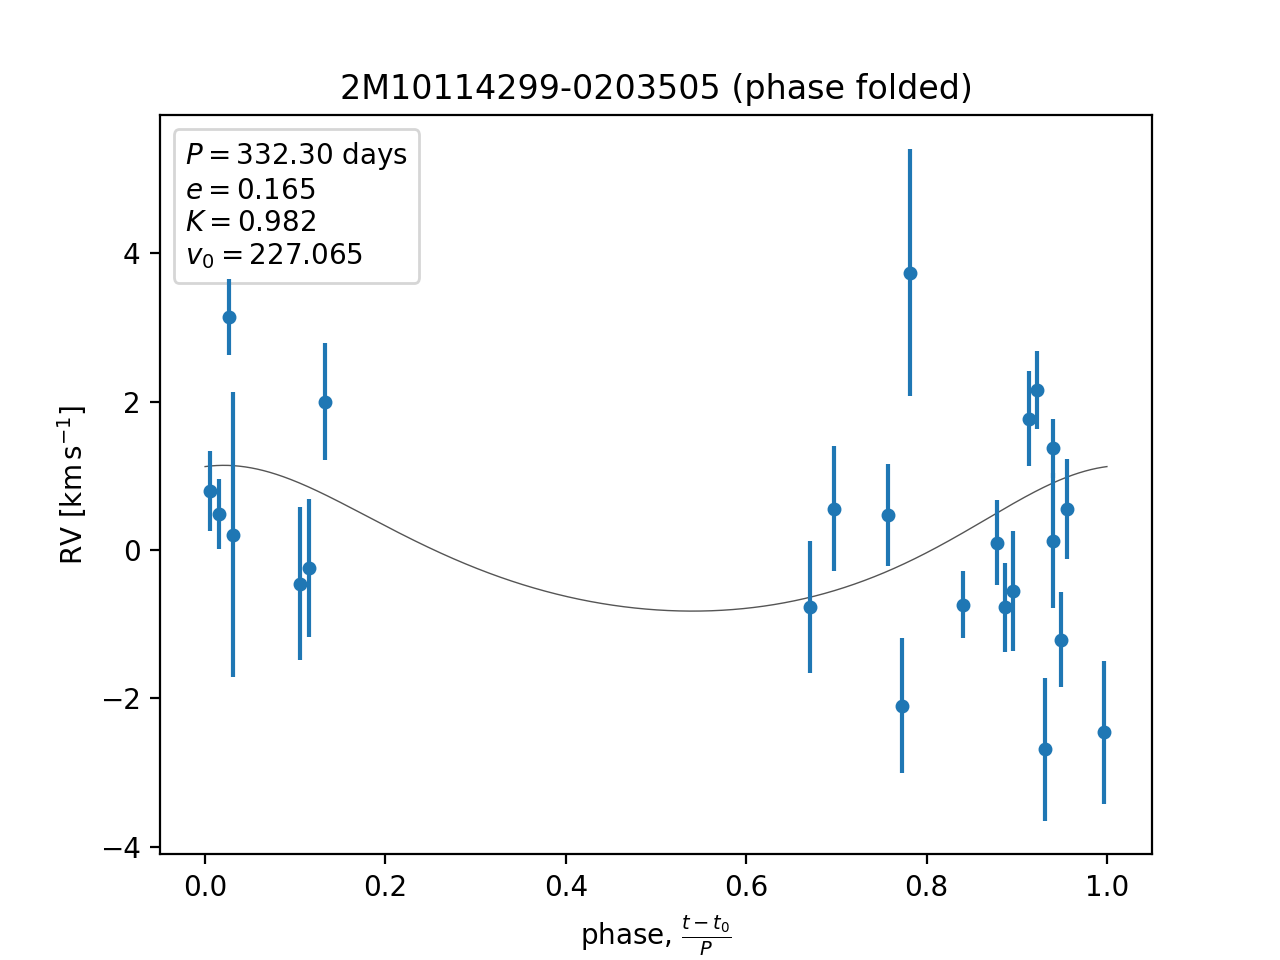 2M10114299-0203505 (phase folded)
P = 332.30 days
e = 0.165
K = 0.982
v₀ = 227.065
RV [km s⁻¹]
4
2
0
−2
−4
0.0 0.2 0.4 0.6 0.8 1.0
phase, (t − t₀)/P